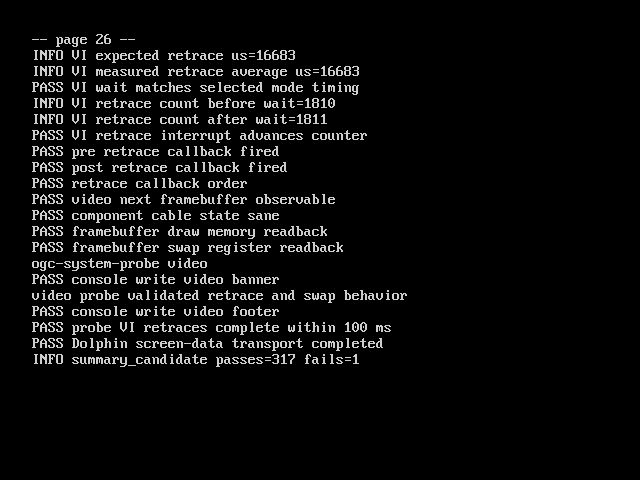 -- page 26 --
INFO VI expected retrace us=16683
INFO VI measured retrace average us=16683
PASS VI wait matches selected mode timing
INFO VI retrace count before wait=1810
INFO VI retrace count after wait=1811
PASS VI retrace interrupt advances counter
PASS pre retrace callback fired
PASS post retrace callback fired
PASS retrace callback order
PASS video next framebuffer observable
PASS component cable state sane
PASS framebuffer draw memory readback
PASS framebuffer swap register readback
ogc-system-probe video
PASS console write video banner
video probe validated retrace and swap behavior
PASS console write video footer
PASS probe VI retraces complete within 100 ms
PASS Dolphin screen-data transport completed
INFO summary_candidate passes=317 fails=1